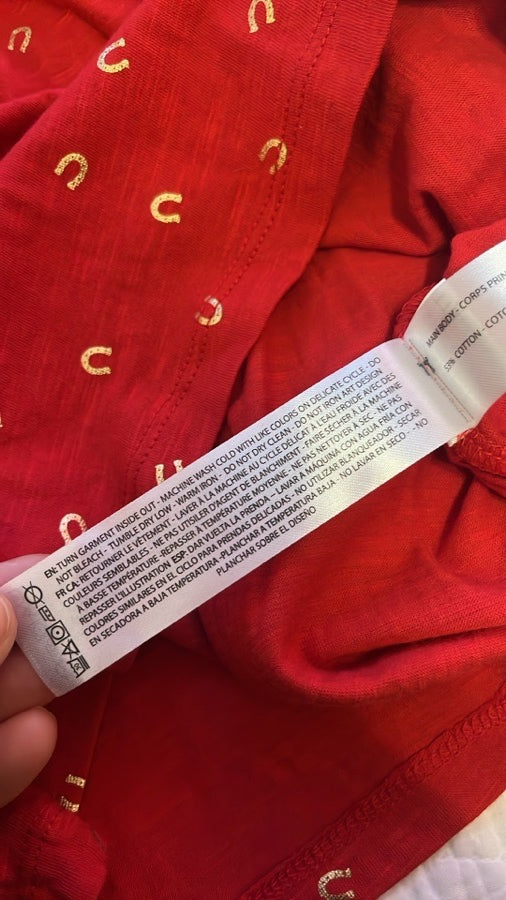 MAIN BODY - CORPS PRIN
55% COTTON - COTO
EN: TURN GARMENT INSIDE OUT - MACHINE WASH COLD WITH LIKE COLORS ON DELICATE CYCLE - DO
NOT BLEACH - TUMBLE DRY LOW - WARM IRON - DO NOT DRY CLEAN - DO NOT IRON ART DESIGN
FR CA: RETOURNER LE VÊTEMENT - LAVER À LA MACHINE AU CYCLE DÉLICAT À L'EAU FROIDE AVEC DES
COULEURS SEMBLABLES - NE PAS UTILISER D'AGENT DE BLANCHIMENT - FAIRE SÉCHER À LA MACHINE
À BASSE TEMPÉRATURE -REPASSER À TEMPÉRATURE MOYENNE - NE PAS NETTOYER À SEC - NE PAS
REPASSER L'ILLUSTRATION ESP: DAR VUELTA LA PRENDA – LAVAR A MÁQUINA CON AGUA FRÍA CON
COLORES SIMILARES EN EL CICLO PARA PRENDAS DELICADAS - NO UTILIZAR BLANQUEADOR - SECAR
EN SECADORA A BAJA TEMPERATURA -PLANCHAR A TEMPERATURA BAJA - NO LAVAR EN SECO - - NO
PLANCHAR SOBRE EL DISEÑO